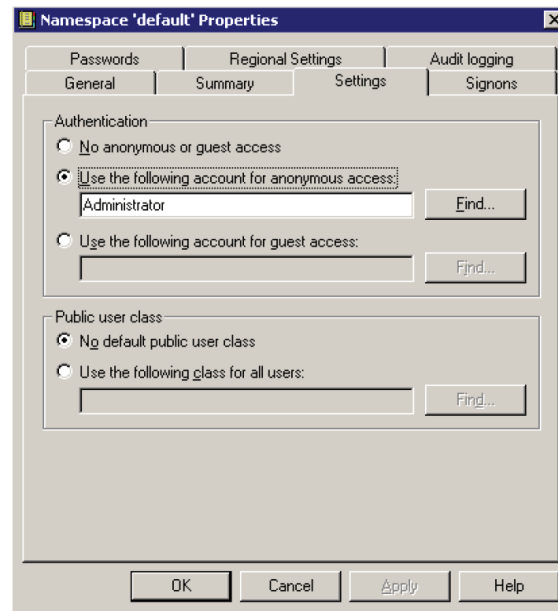 Namespace 'default' Properties
Passwords Regional Settings Audit logging
General Summary Settings Signons
Authentication
No anonymous or guest access
Use the following account for anonymous access:
Administrator Find...
Use the following account for guest access:
Find...
Public user class
No default public user class
Use the following class for all users:
Find...
OK Cancel Apply Help